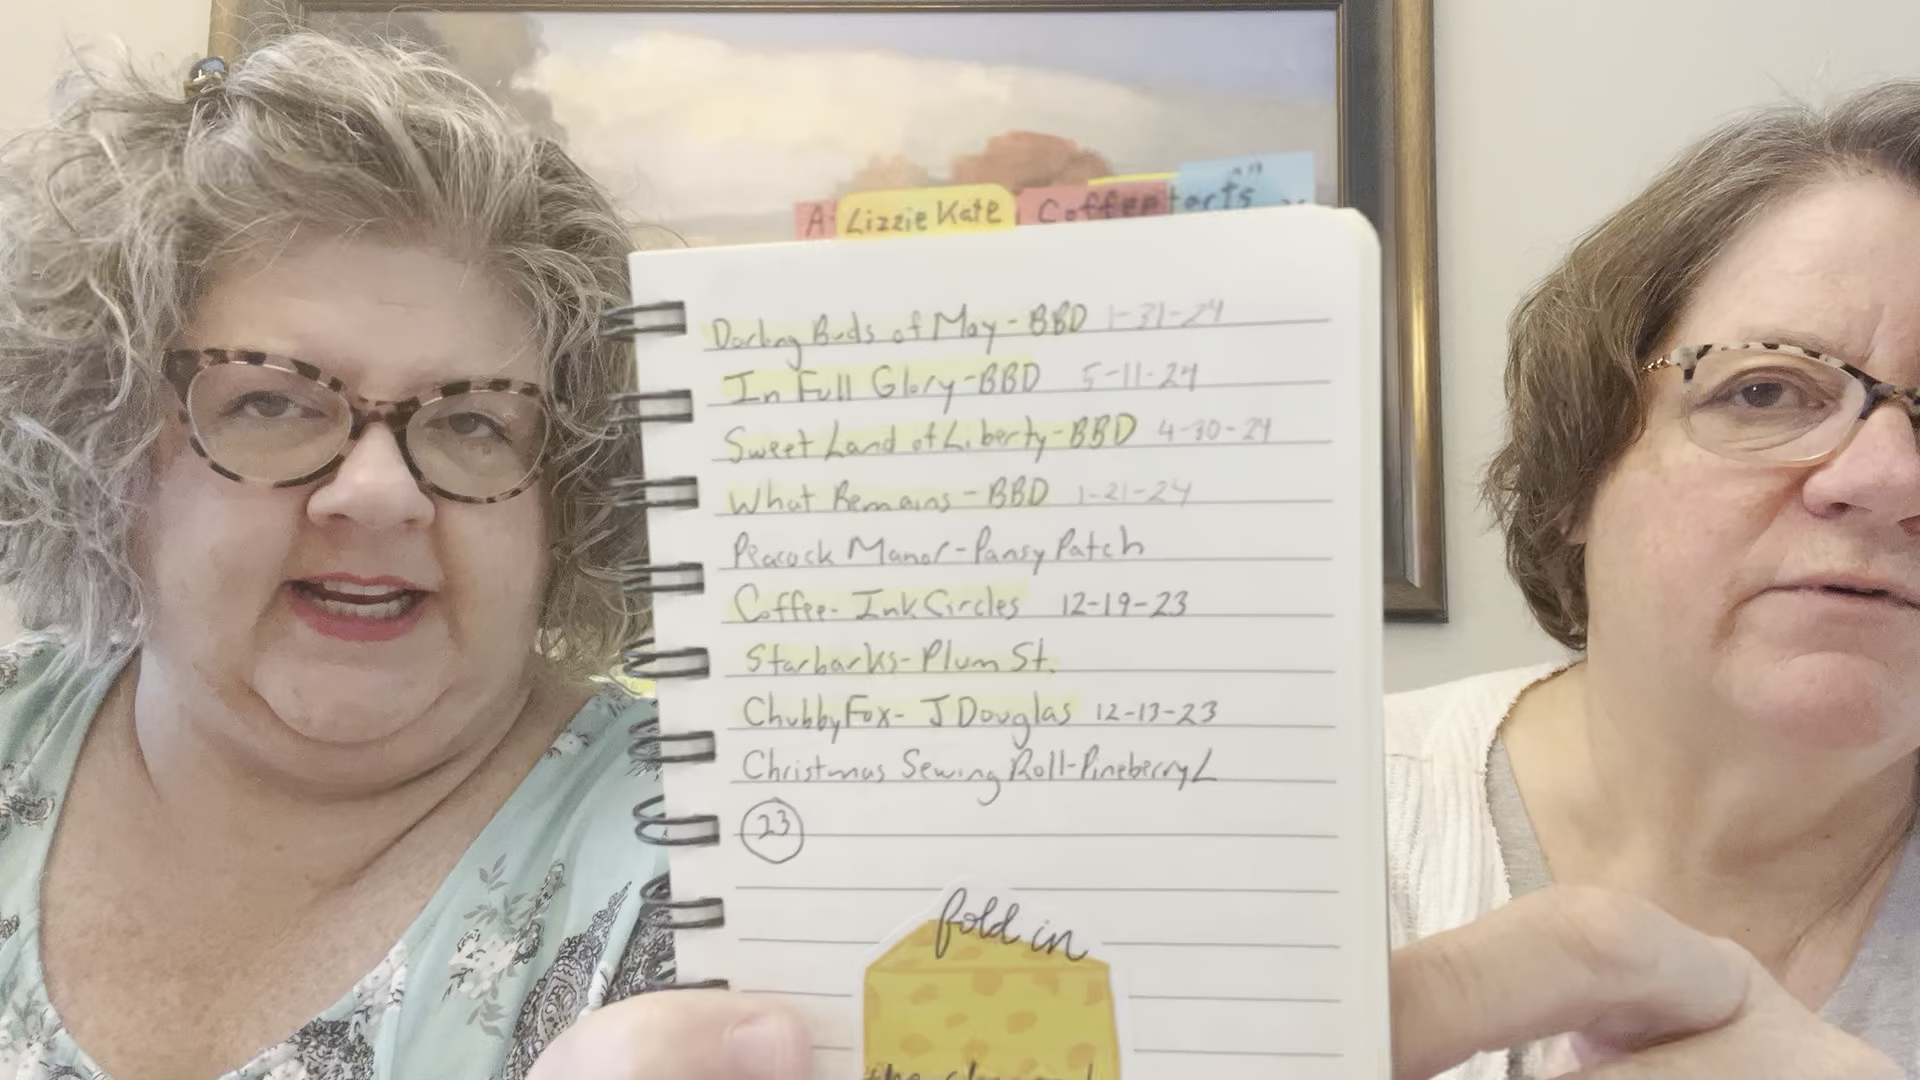 A Lizzie Kate Coffee tarts
Darling Buds of May - BBD 1-31-24
In Full Glory - BBD 5-11-24
Sweet Land of Liberty - BBD 4-30-24
What Remains - BBD 1-21-24
Peacock Manor - Pansy Patch
Coffee - Ink Circles 12-19-23
Starbarks - Plum St.
Chubby Fox - J Douglas 12-13-23
Christmas Sewing Roll - Pineberry L
23
fold in
the